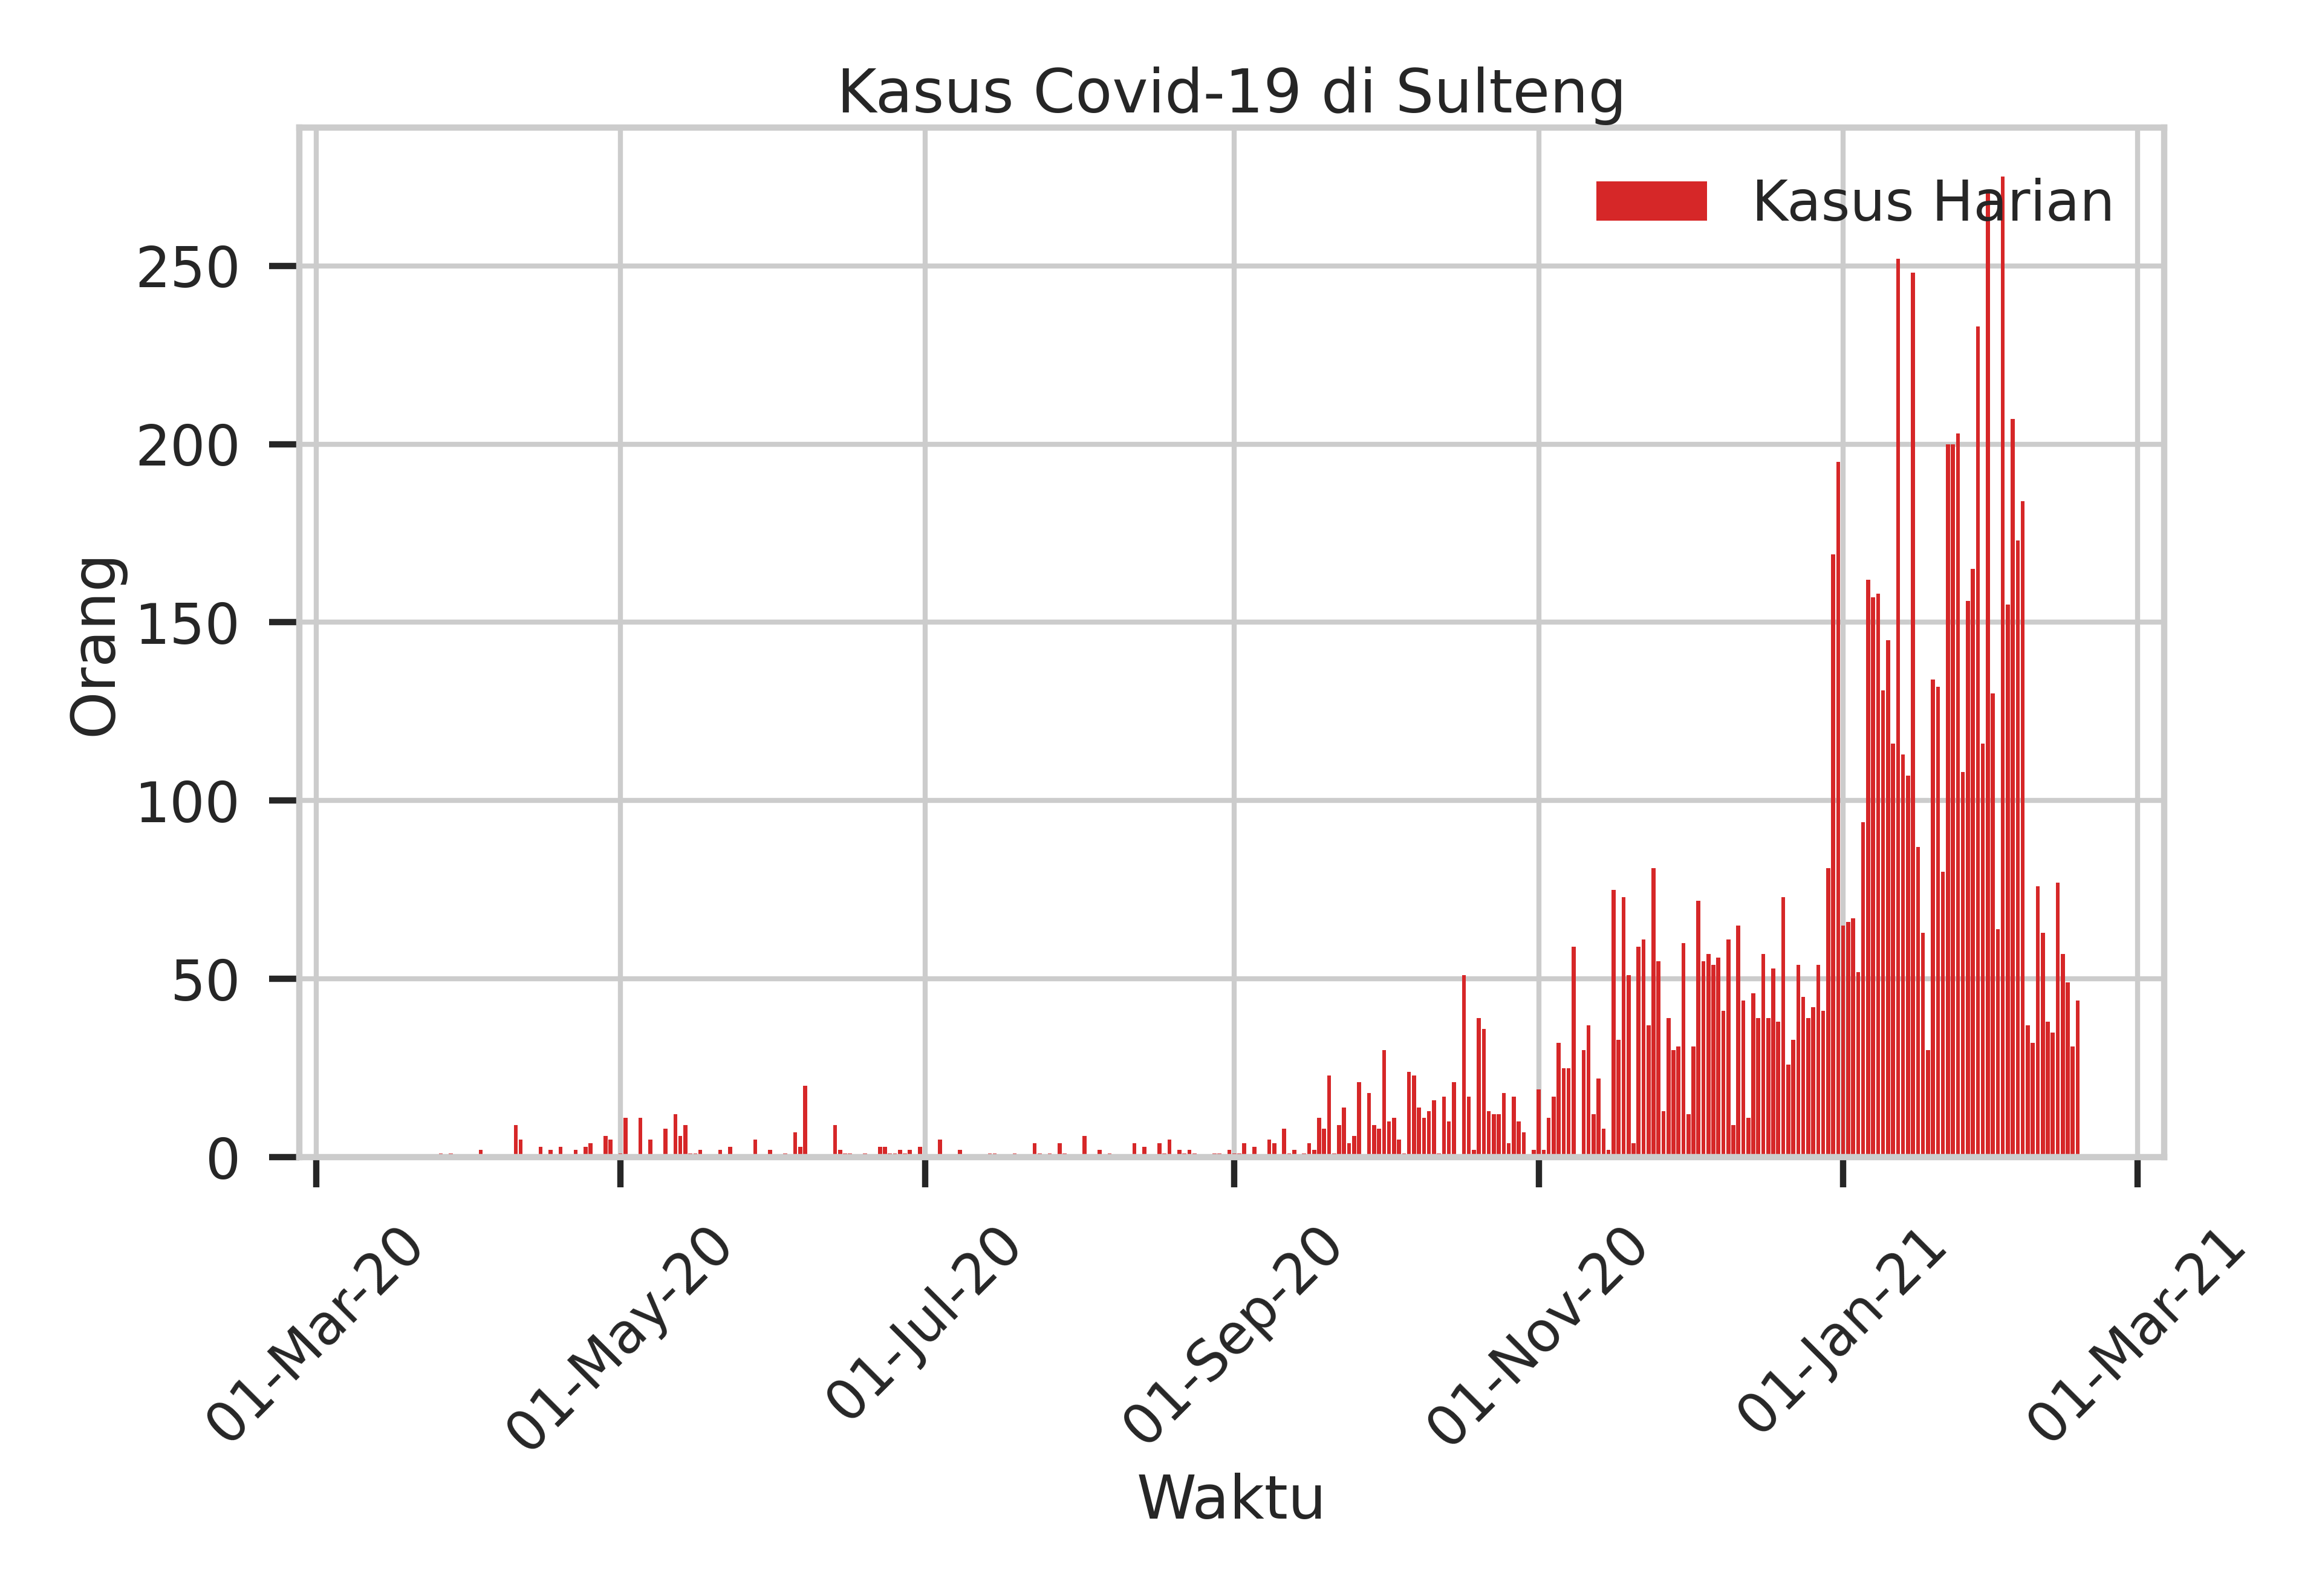 Kasus Covid-19 di Sulteng
Kasus Harian
Orang
250
200
150
100
50
0
01-Mar-20
01-May-20
01-Jul-20
01-Sep-20
01-Nov-20
01-Jan-21
01-Mar-21
Waktu